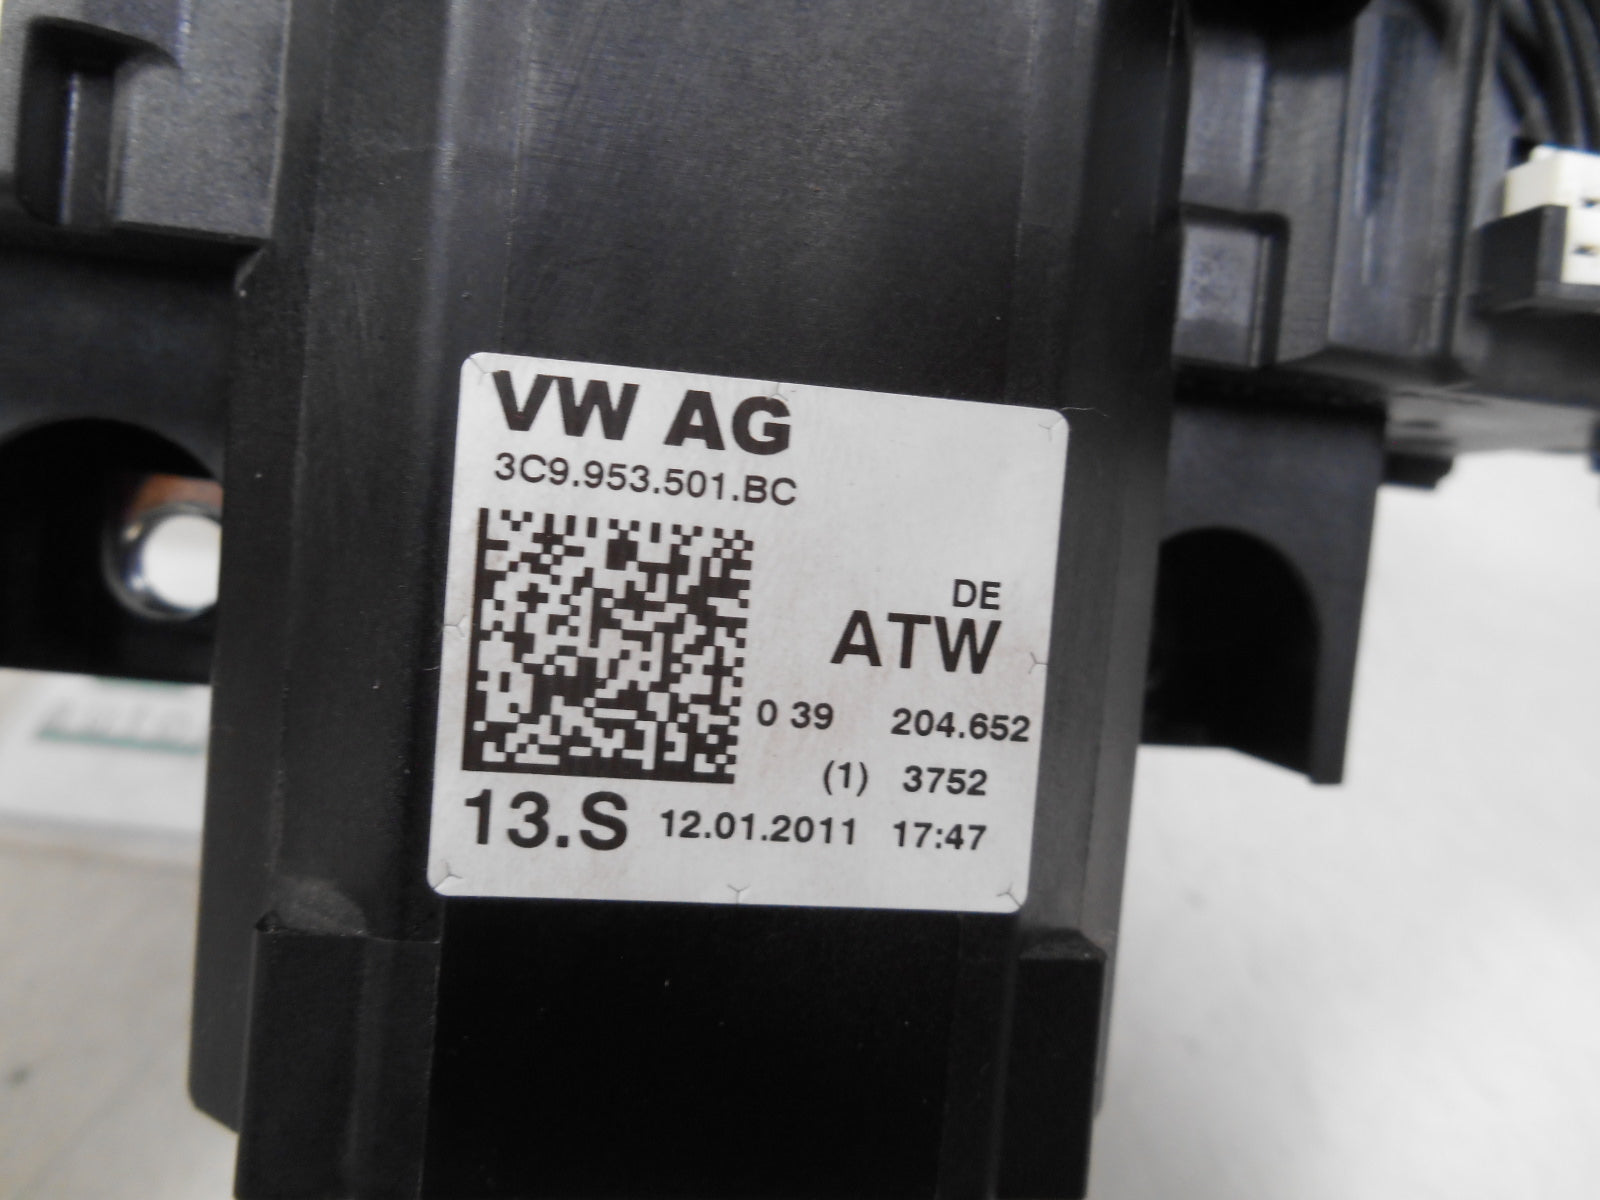 VW AG
3C9.953.501.BC
DE
ATW
0 39 204.652
(1) 3752
13.S 12.01.2011 17:47